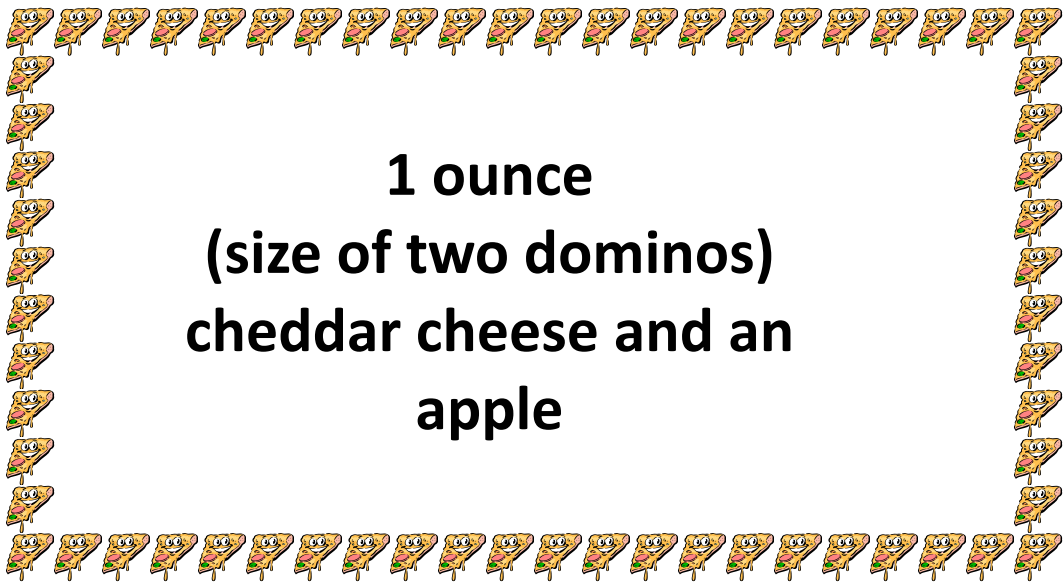 1 ounce
(size of two dominos)
cheddar cheese and an
apple